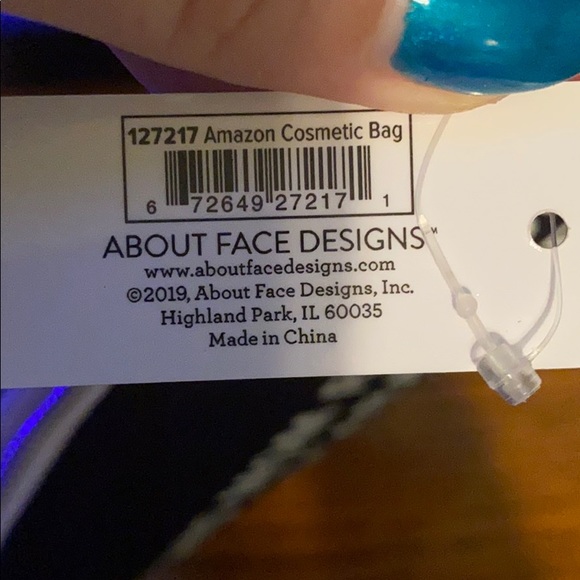 127217 Amazon Cosmetic Bag
6 72649 27217 1
ABOUT FACE DESIGNS™
www.aboutfacedesigns.com
©2019, About Face Designs, Inc.
Highland Park, IL 60035
Made in China